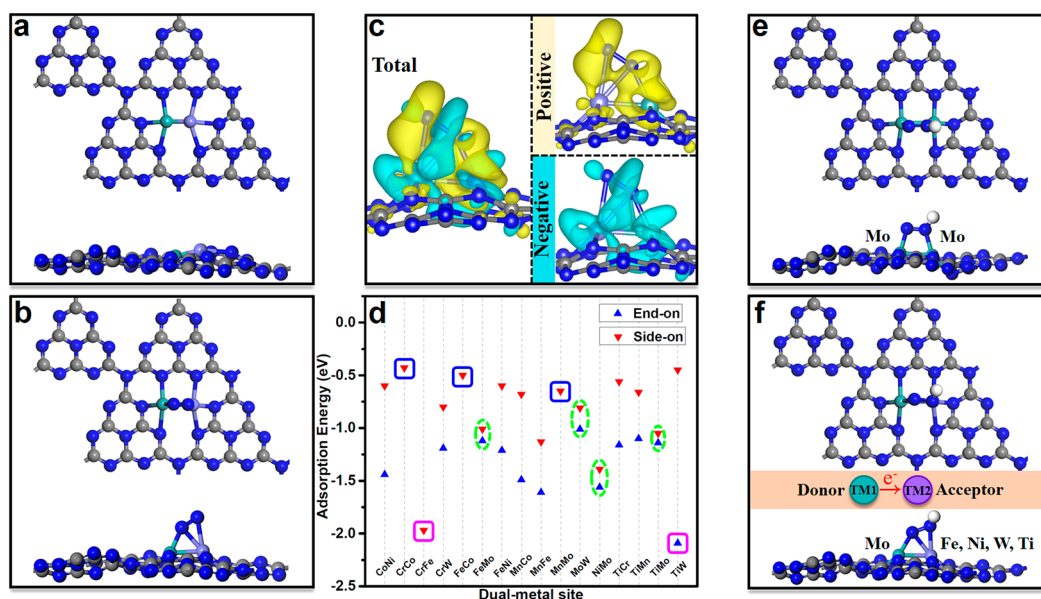 a
b
c
Total
Positive
Negative
d
End-on
Side-on
Adsorption Energy (eV)
0.0
-0.5
-1.0
-1.5
-2.0
-2.5
CoNi
CrCo
CrFe
CrW
FeCo
FeMo
FeNi
MnCo
MnFe
MnMo
MoW
NiMo
TiCr
TiMn
TiMo
TiW
Dual-metal site
e
Mo
Mo
f
Donor TM1 e- TM2 Acceptor
Mo
Fe, Ni, W, Ti